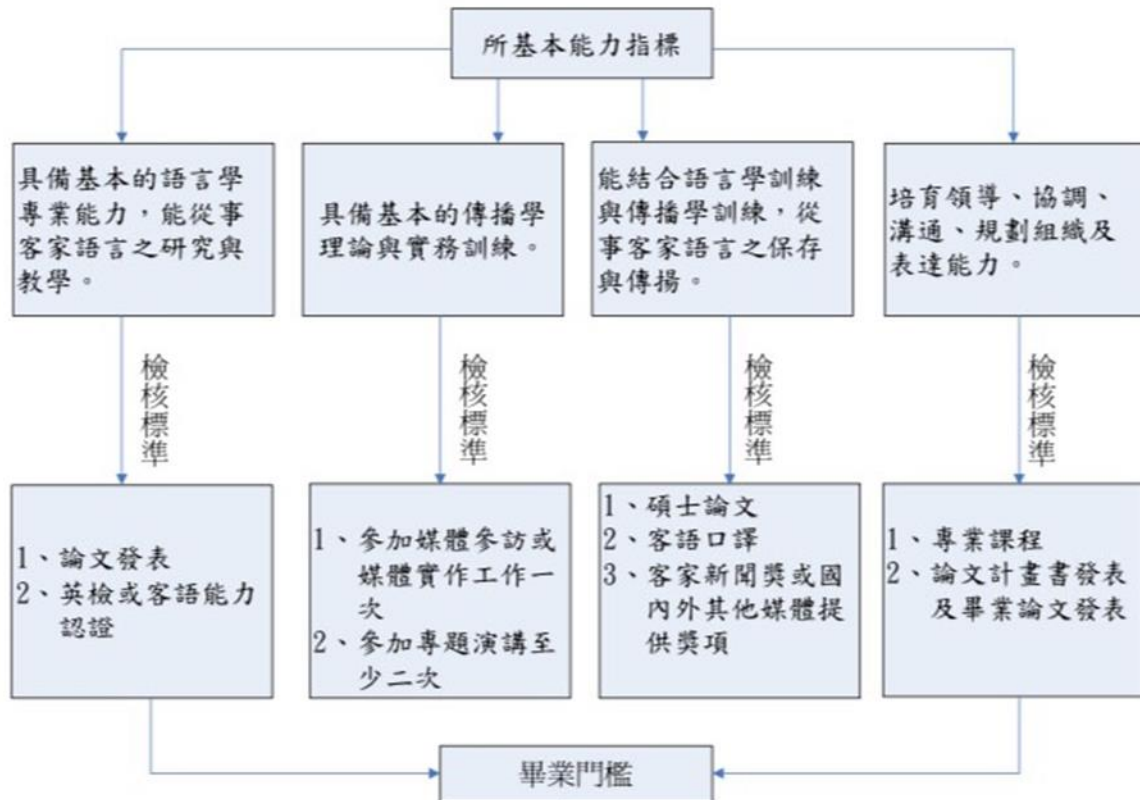 所基本能力指標
具備基本的語言學
專業能力，能從事
客家語言之研究與
教學。
具備基本的傳播學
理論與實務訓練。
能結合語言學訓練
與傳播學訓練，從
事客家語言之保存
與傳揚。
培育領導、協調、
溝通、規劃組織及
表達能力。
檢核標準
檢核標準
檢核標準
檢核標準
1、論文發表
2、英檢或客語能力
認證
1、參加媒體參訪或
媒體實作工作一
次
2、參加專題演講至
少二次
1、碩士論文
2、客語口譯
3、客家新聞獎或國
內外其他媒體提
供獎項
1、專業課程
2、論文計畫書發表
及畢業論文發表
畢業門檻